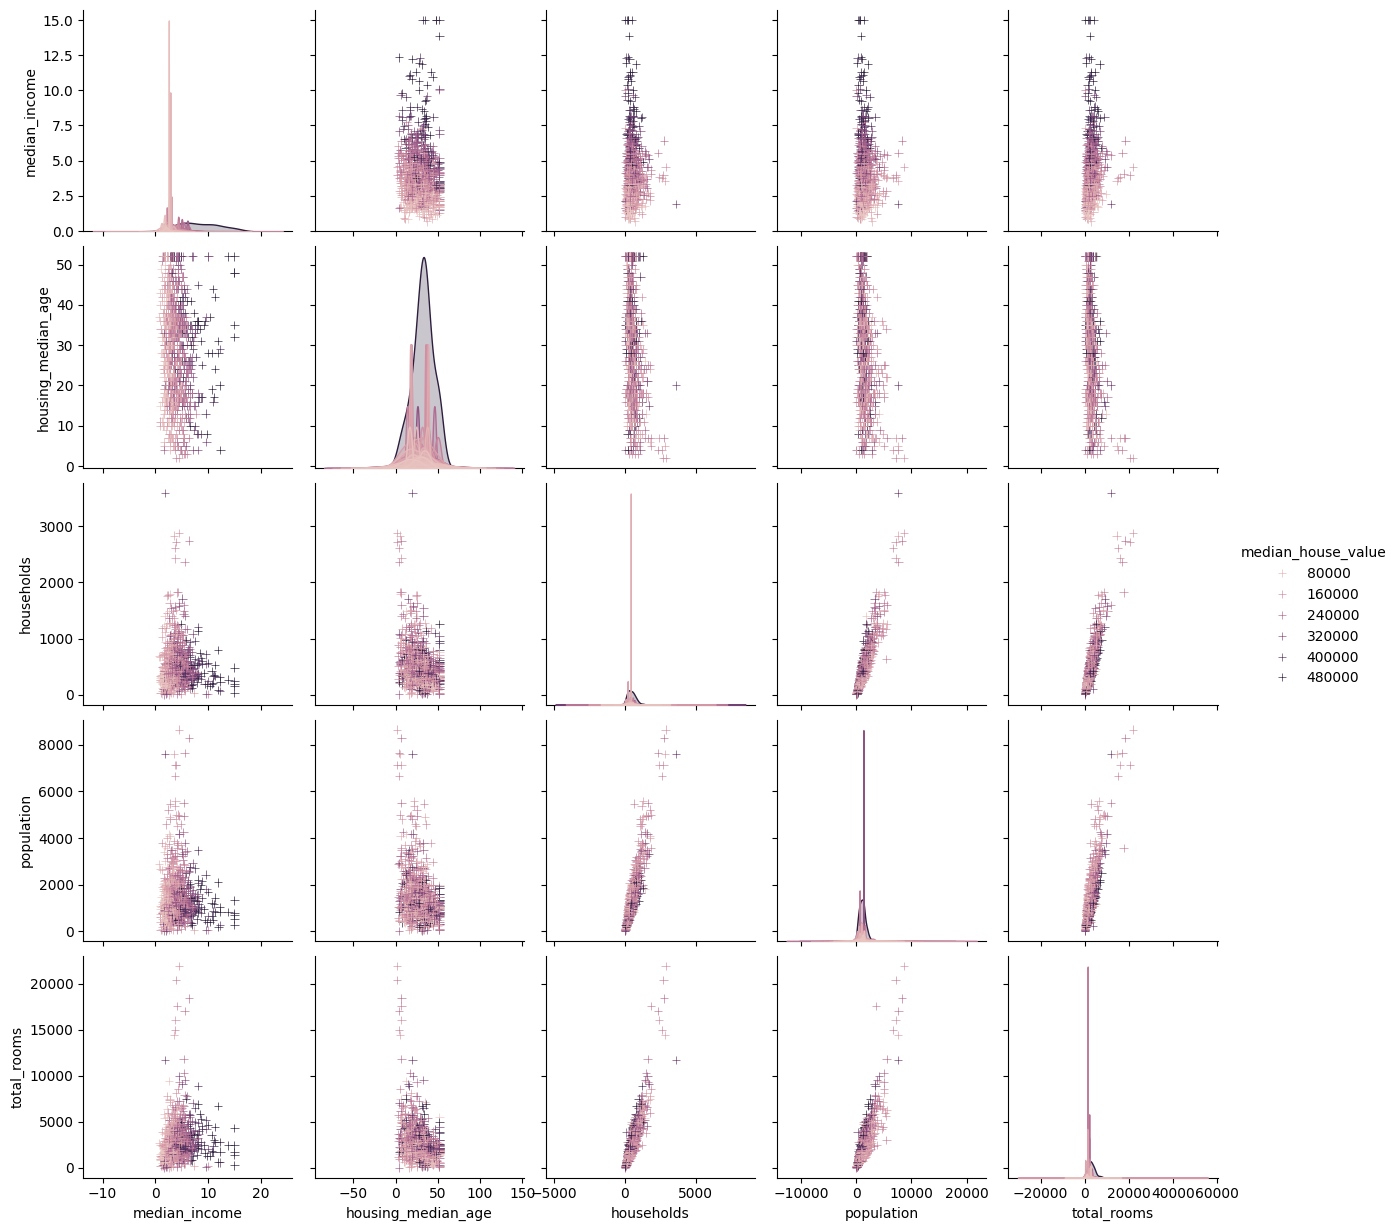 15.0
12.5
10.0
7.5
5.0
2.5
0.0
median_income
50
40
30
20
10
0
housing_median_age
3000
2000
1000
0
households
8000
6000
4000
2000
0
population
20000
15000
10000
5000
0
total_rooms
median_house_value
80000
160000
240000
320000
400000
480000
−10 0 10 20
median_income
−50 0 50 100 150
housing_median_age
−5000 0 5000
households
−10000 0 10000 20000
population
−20000 0 20000 40000 60000
total_rooms